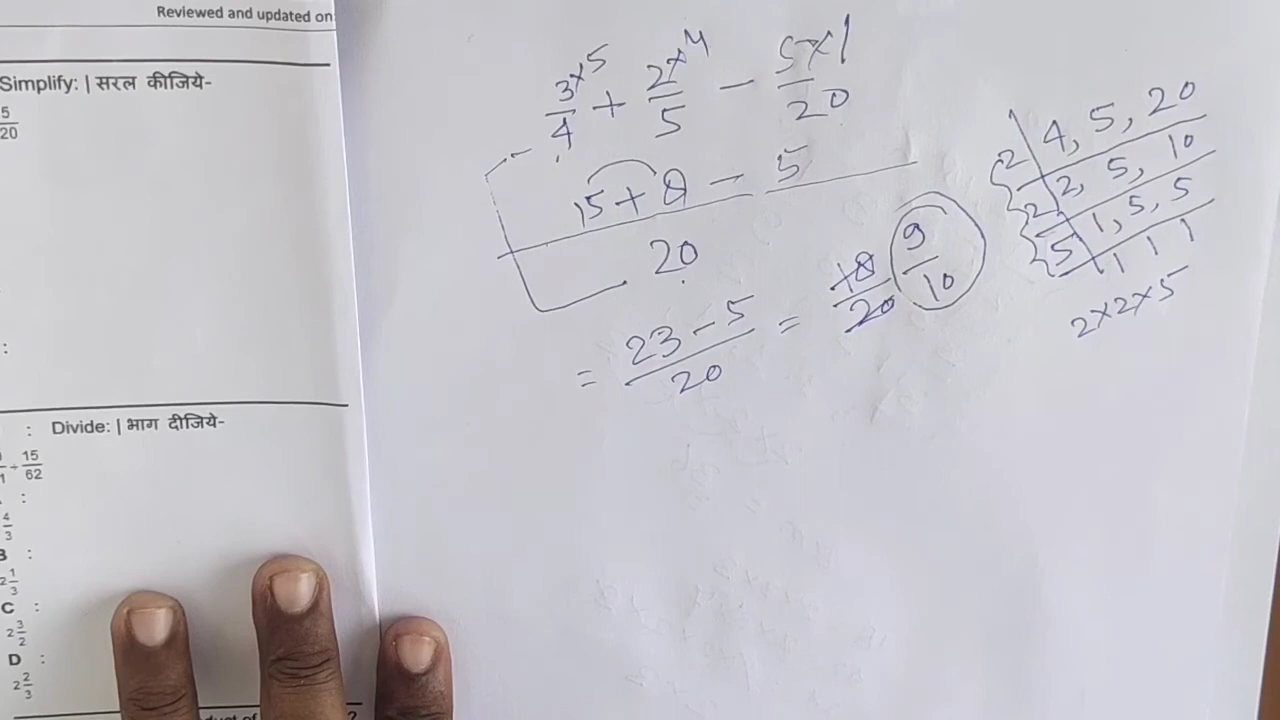 Reviewed and updated on
Simplify: | सरल कीजिये-
5
20
:
: Divide: | भाग दीजिये-
÷ 15/62
:
4/3
B :
2 1/3
C :
2 3/2
D :
2 2/3
3×5/4 + 2×4/5 - 5×1/20
15 + 8 - 5
20
= 23 - 5/20 = 18/20 9/10
2 4, 5, 20
2 2, 5, 10
5 1, 5, 5
1 1 1
2×2×5